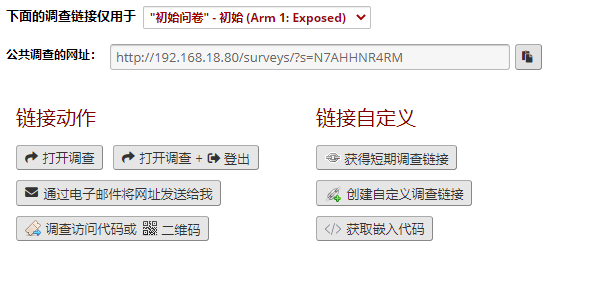 下面的调查链接仅用于 "初始问卷" - 初始 (Arm 1: Exposed)
公共调查的网址： http://192.168.18.80/surveys/?s=N7AHHNR4RM
链接动作 链接自定义
打开调查 打开调查 + 登出 获得短期调查链接
通过电子邮件将网址发送给我 创建自定义调查链接
调查访问代码或 二维码 </> 获取嵌入代码